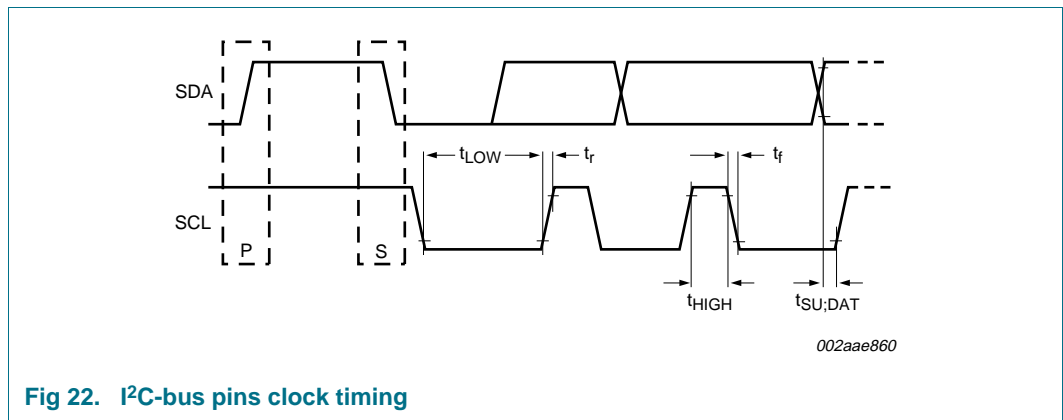 SDA
tLOW
tr
tf
SCL
P
S
tHIGH
tSU;DAT
002aae860
Fig 22. I²C-bus pins clock timing